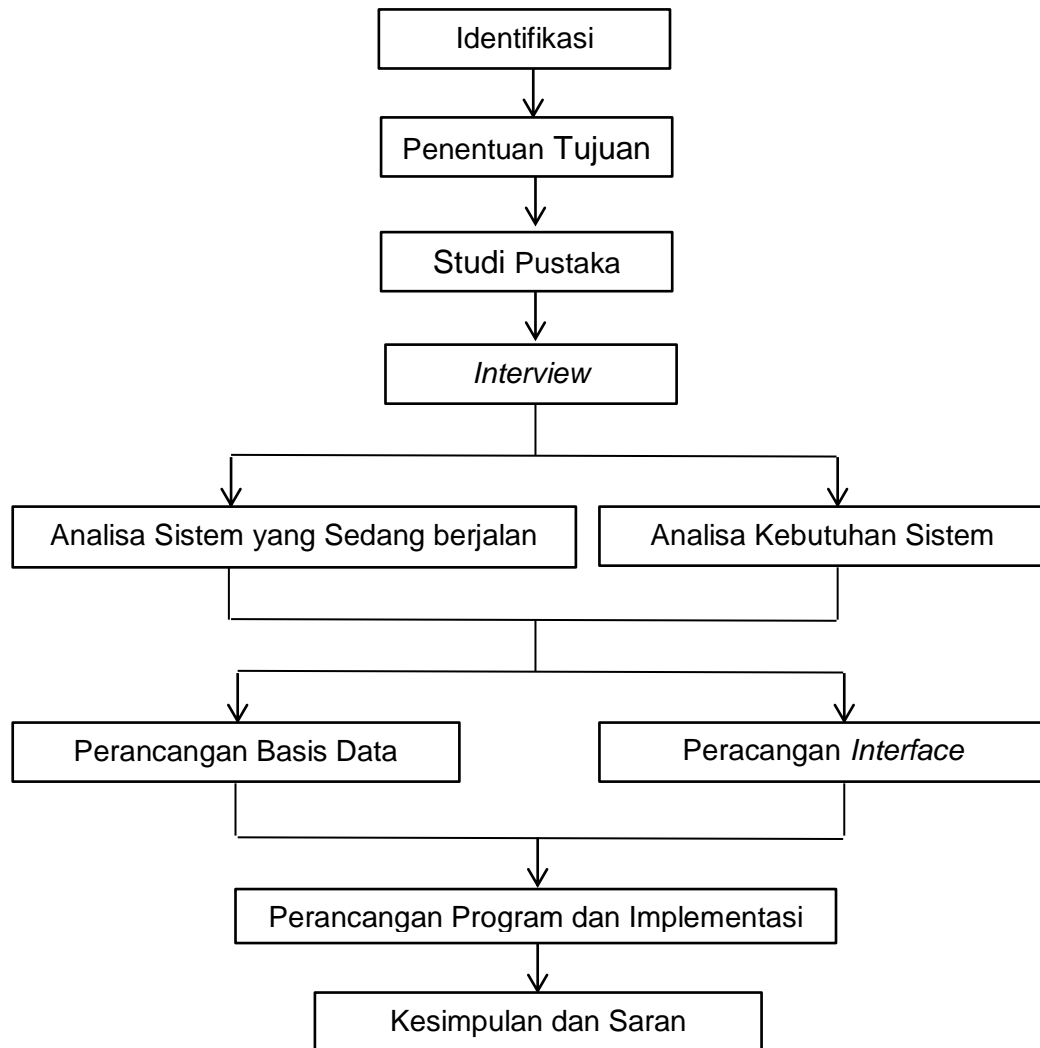 Identifikasi
Penentuan Tujuan
Studi Pustaka
Interview
Analisa Sistem yang Sedang berjalan
Analisa Kebutuhan Sistem
Perancangan Basis Data
Peracangan Interface
Perancangan Program dan Implementasi
Kesimpulan dan Saran